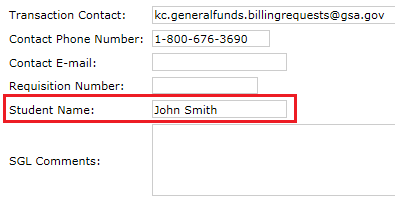 Transaction Contact: kc.generalfunds.billingrequests@gsa.gov
Contact Phone Number: 1-800-676-3690
Contact E-mail:
Requisition Number:
Student Name: John Smith
SGL Comments: